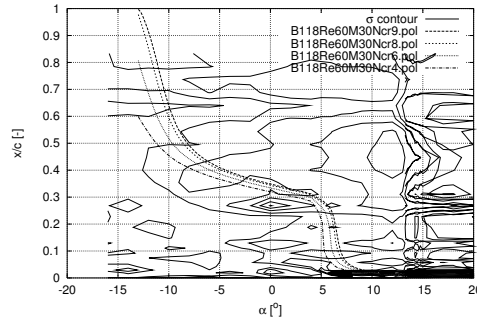 σ contour
B118Re60M30Ncr9.pol
B118Re60M30Ncr8.pol
B118Re60M30Ncr6.pol
B118Re60M30Ncr4.pol
1
0.9
0.8
0.7
0.6
0.5
0.4
0.3
0.2
0.1
0
x/c [-]
-20 -15 -10 -5 0 5 10 15 20
α [°]